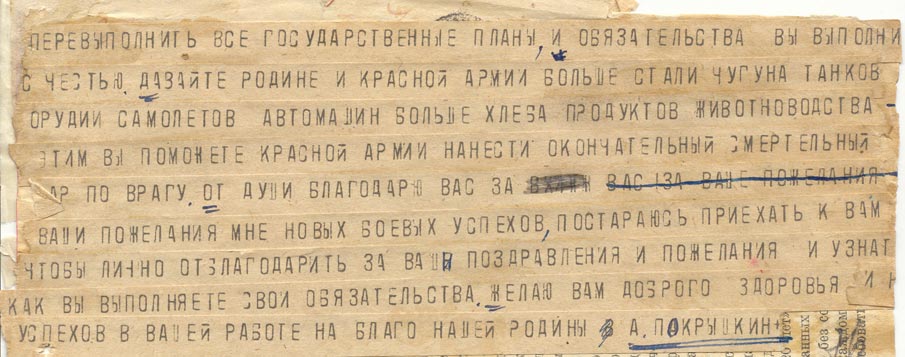 ПЕРЕВЫПОЛНИТЬ ВСЕ ГОСУДАРСТВЕННЫЕ ПЛАНЫ, И ОБЯЗАТЕЛЬСТВА ВЫ ВЫПОЛНИ
С ЧЕСТЬЮ. ДАВАЙТЕ РОДИНЕ И КРАСНОЙ АРМИИ БОЛЬШЕ СТАЛИ ЧУГУНА ТАНКОВ
ОРУДИИ САМОЛЕТОВ АВТОМАШИН БОЛЬШЕ ХЛЕБА ПРОДУКТОВ ЖИВОТНОВОДСТВА -
ЭТИМ ВЫ ПОМОЖЕТЕ КРАСНОЙ АРМИИ НАНЕСТИ ОКОНЧАТЕЛЬНЫЙ СМЕРТЕЛЬНЫЙ
АР ПО ВРАГУ. ОТ ДУШИ БЛАГОДАРЮ ВАС ЗА ВАС ЗА ВАШЕ ПОЖЕЛАНИЯ
ВАШИ ПОЖЕЛАНИЯ МНЕ НОВЫХ БОЕВЫХ УСПЕХОВ, ПОСТАРАЮСЬ ПРИЕХАТЬ К ВАМ
ЧТОБЫ ЛИЧНО ОТБЛАГОДАРИТЬ ЗА ВАШИ ПОЗДРАВЛЕНИЯ И ПОЖЕЛАНИЯ И УЗНАТ
КАК ВЫ ВЫПОЛНЯЕТЕ СВОИ ОБЯЗАТЕЛЬСТВА. ЖЕЛАЮ ВАМ ДОБРОГО ЗДОРОВЬЯ И Н
УСПЕХОВ В ВАШЕЙ РАБОТЕ НА БЛАГО НАШЕЙ РОДИНЫ А. ПОКРЫШКИН